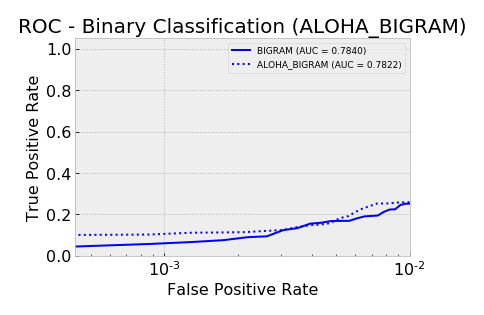 ROC - Binary Classification (ALOHA_BIGRAM)
1.0
0.8
0.6
0.4
0.2
0.0
True Positive Rate
BIGRAM (AUC = 0.7840)
ALOHA_BIGRAM (AUC = 0.7822)
10⁻³
10⁻²
False Positive Rate